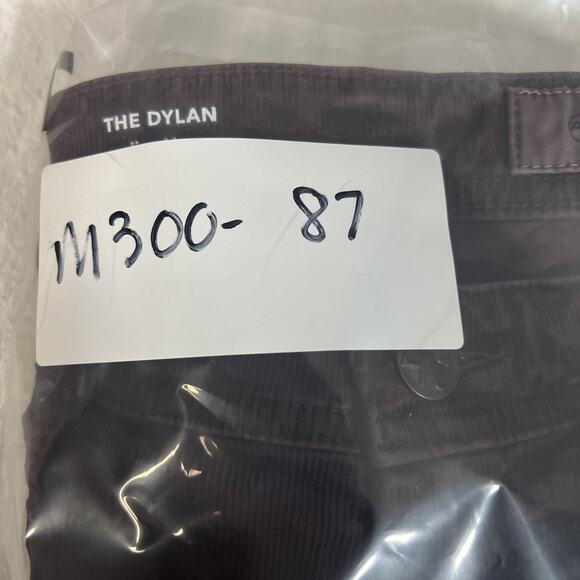 THE DYLAN
M300- 87